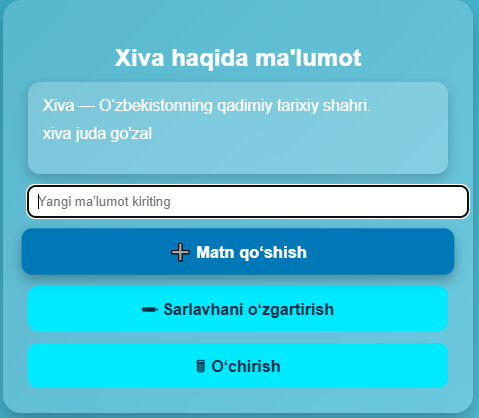 Xiva haqida ma'lumot
Xiva — O‘zbekistonning qadimiy tarixiy shahri.
xiva juda go'zal
Yangi ma'lumot kiriting
➕ Matn qo‘shish
✏️ Sarlavhani o‘zgartirish
🗑️ O‘chirish